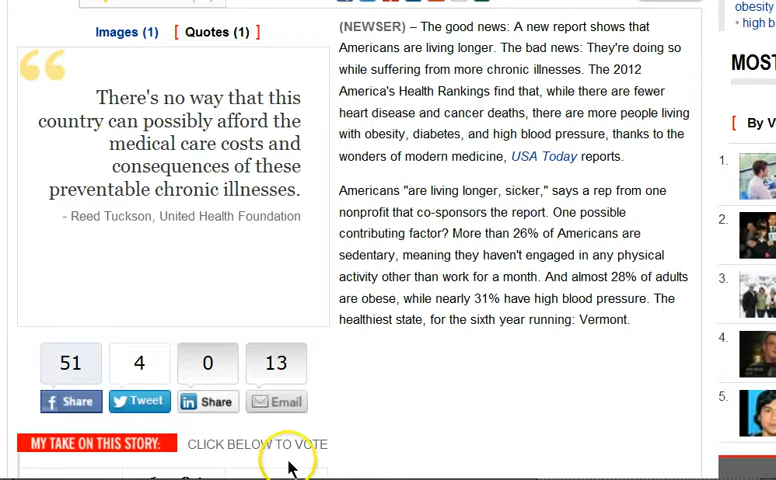 obesity
• high b
Images (1) [ Quotes (1) ]
There's no way that this
country can possibly afford the
medical care costs and
consequences of these
preventable chronic illnesses.
- Reed Tuckson, United Health Foundation
(NEWSER) – The good news: A new report shows that
Americans are living longer. The bad news: They're doing so
while suffering from more chronic illnesses. The 2012
America's Health Rankings find that, while there are fewer
heart disease and cancer deaths, there are more people living
with obesity, diabetes, and high blood pressure, thanks to the
wonders of modern medicine, USA Today reports.
Americans "are living longer, sicker," says a rep from one
nonprofit that co-sponsors the report. One possible
contributing factor? More than 26% of Americans are
sedentary, meaning they haven't engaged in any physical
activity other than work for a month. And almost 28% of adults
are obese, while nearly 31% have high blood pressure. The
healthiest state, for the sixth year running: Vermont.
51 4 0 13
f Share Tweet in Share Email
MY TAKE ON THIS STORY: CLICK BELOW TO VOTE
MOST
[ By V
1.
2.
3.
4.
5.